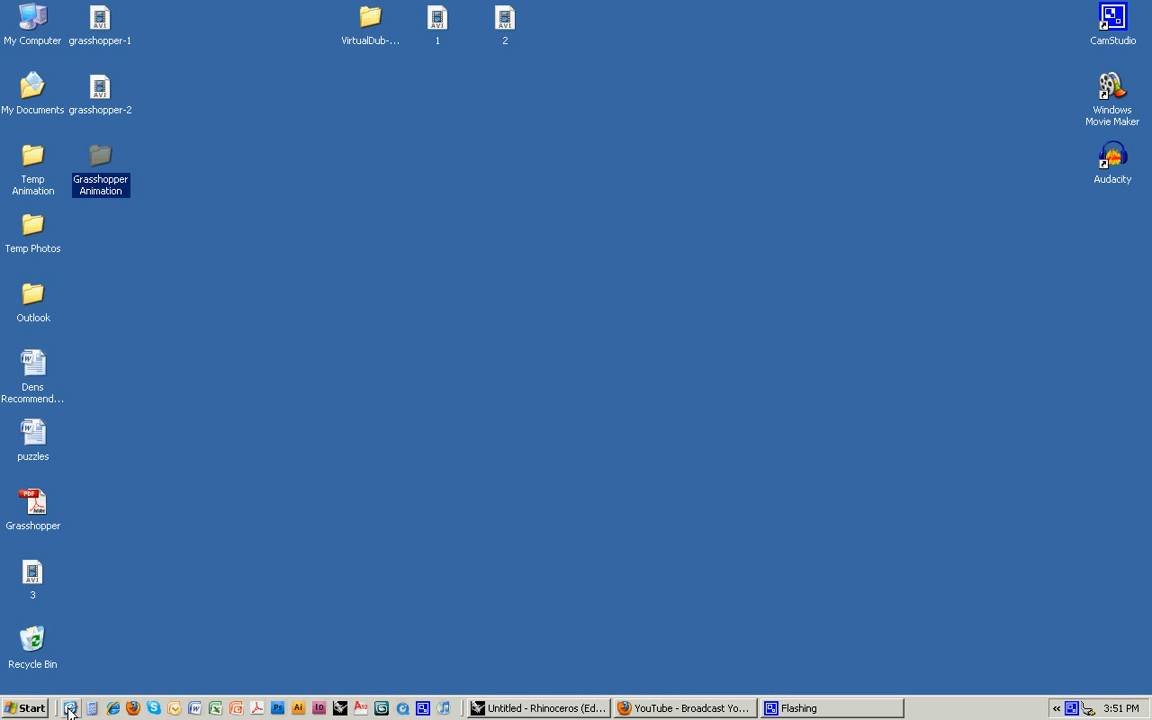 My Computer
grasshopper-1
VirtualDub-...
1
2
CamStudio
My Documents
grasshopper-2
Windows
Movie Maker
Temp
Animation
Grasshopper
Animation
Audacity
Temp Photos
Outlook
Dens
Recommend...
puzzles
Grasshopper
3
Recycle Bin
Start
Untitled - Rhinoceros (Ed...
YouTube - Broadcast Yo...
Flashing
3:51 PM